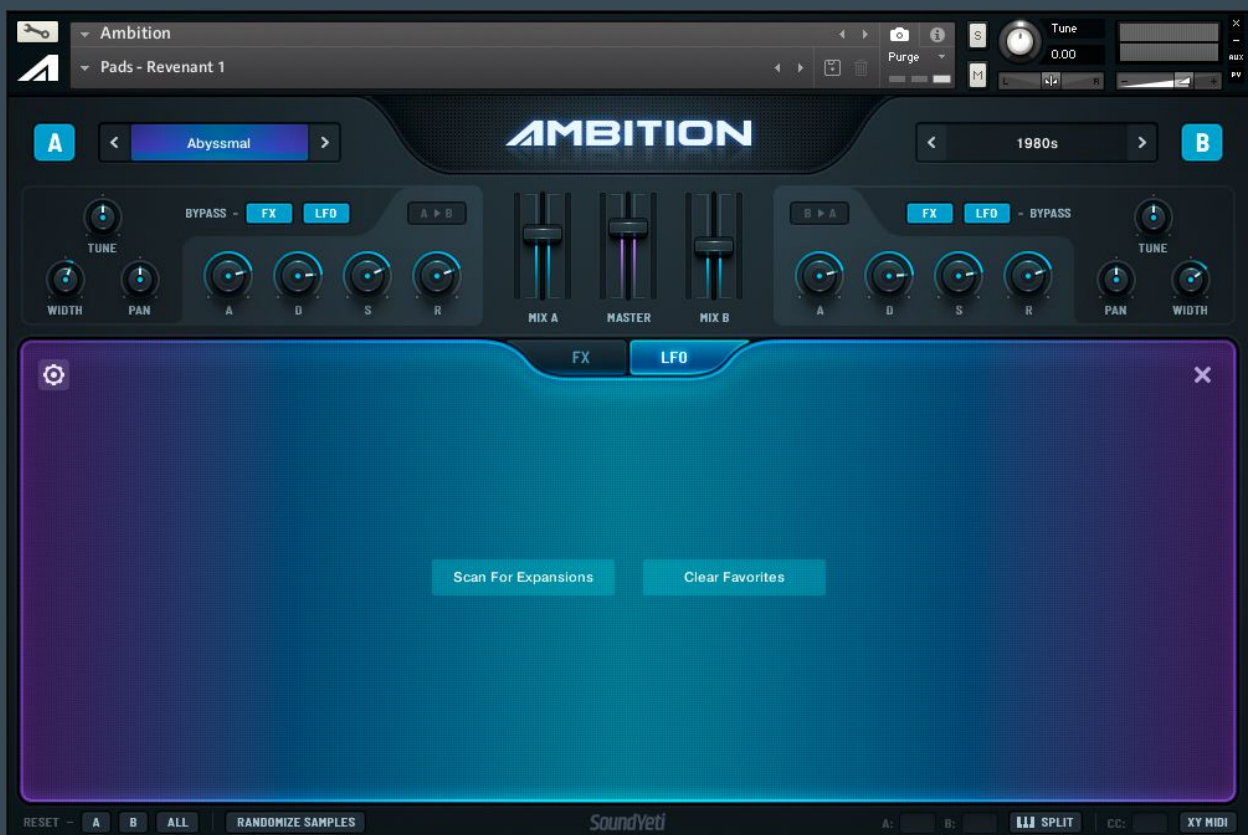 Ambition
Pads - Revenant 1
Purge
S
M
Tune
0.00
L R
- +
×
-
AUX
PV
A
< Abyssmal >
AMBITION
< 1980s >
B
BYPASS - FX LFO
A ▸ B
B ▸ A
FX LFO - BYPASS
TUNE
TUNE
WIDTH PAN A D S R
MIX A MASTER MIX B
A D S R PAN WIDTH
FX LFO
Scan For Expansions Clear Favorites
RESET - A B ALL RANDOMIZE SAMPLES SoundYeti A: B: SPLIT CC: XY MIDI